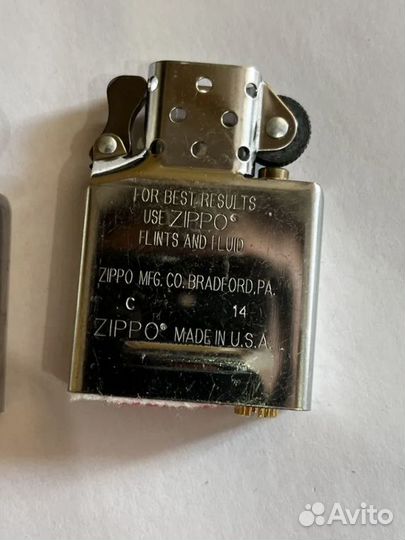 FOR BEST RESULTS
USE ZIPPO®
FLINTS AND FLUID
ZIPPO MFG. CO. BRADFORD, PA.
C 14
ZIPPO® MADE IN U.S.A.
Avito